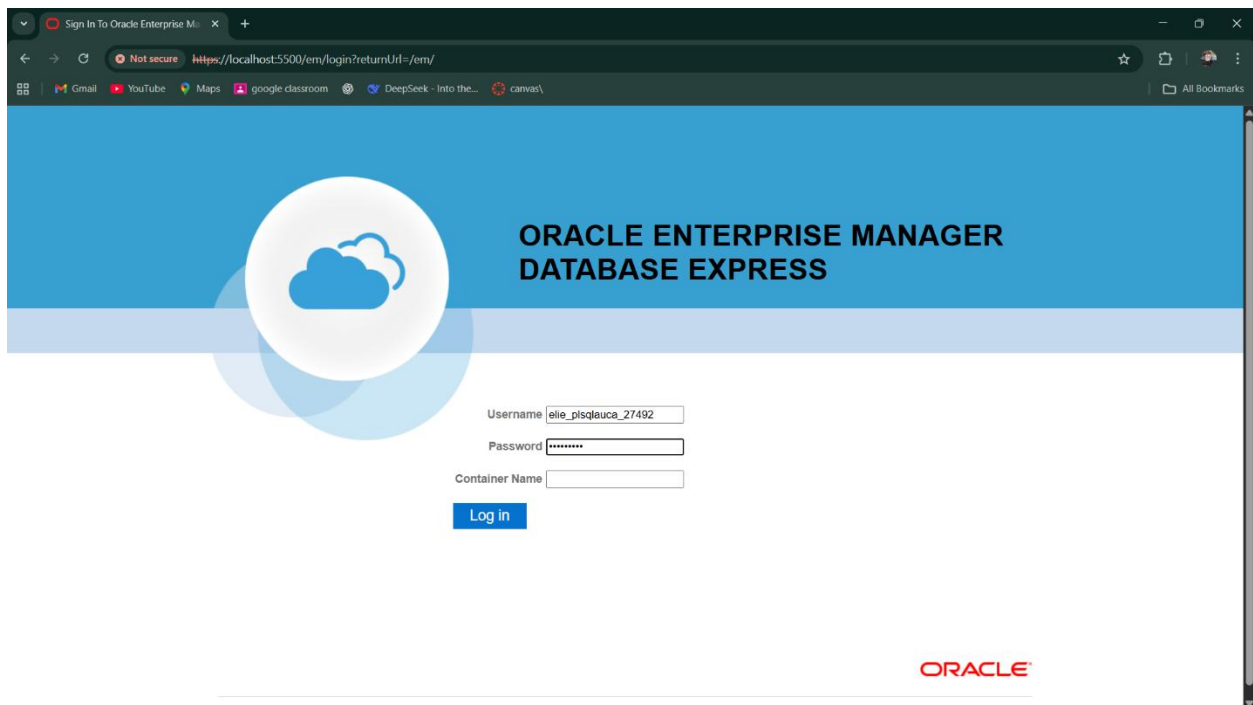 Sign In To Oracle Enterprise Ma
Not secure https://localhost:5500/em/login?returnUrl=/em/
Gmail YouTube Maps google classroom DeepSeek - Into the... canvas\ All Bookmarks
ORACLE ENTERPRISE MANAGER
DATABASE EXPRESS
Username elie_plsqlauca_27492
Password •••••••••
Container Name
Log in
ORACLE